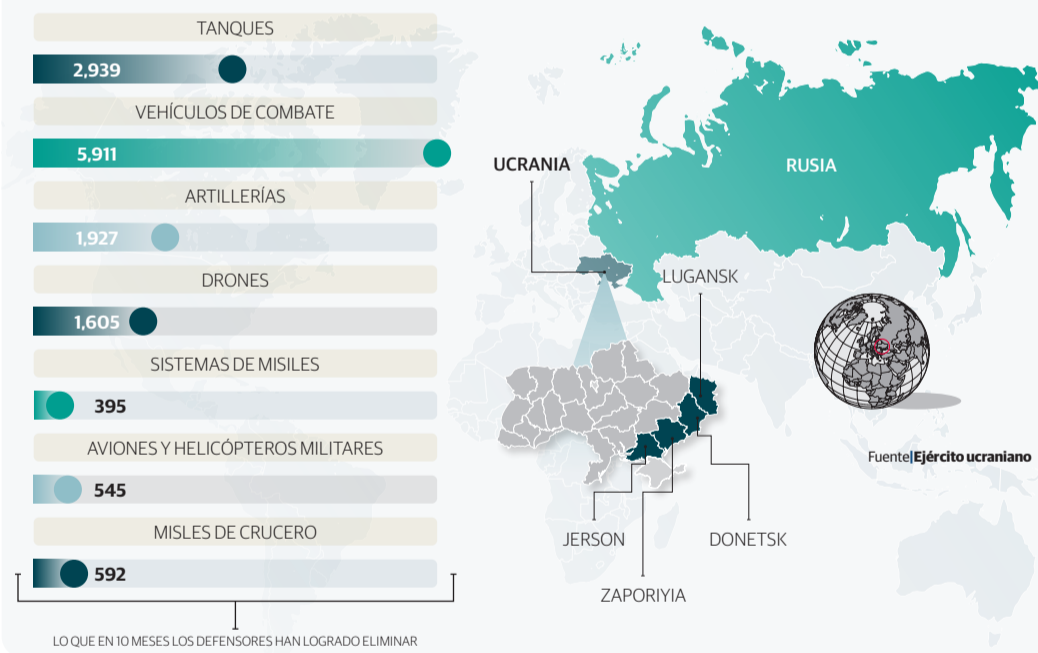 TANQUES
2,939
VEHÍCULOS DE COMBATE
5,911
ARTILLERÍAS
1,927
DRONES
1,605
SISTEMAS DE MISILES
395
AVIONES Y HELICÓPTEROS MILITARES
545
MISLES DE CRUCERO
592
LO QUE EN 10 MESES LOS DEFENSORES HAN LOGRADO ELIMINAR
UCRANIA
RUSIA
LUGANSK
JERSON
DONETSK
ZAPORIYIA
Fuente|Ejército ucraniano